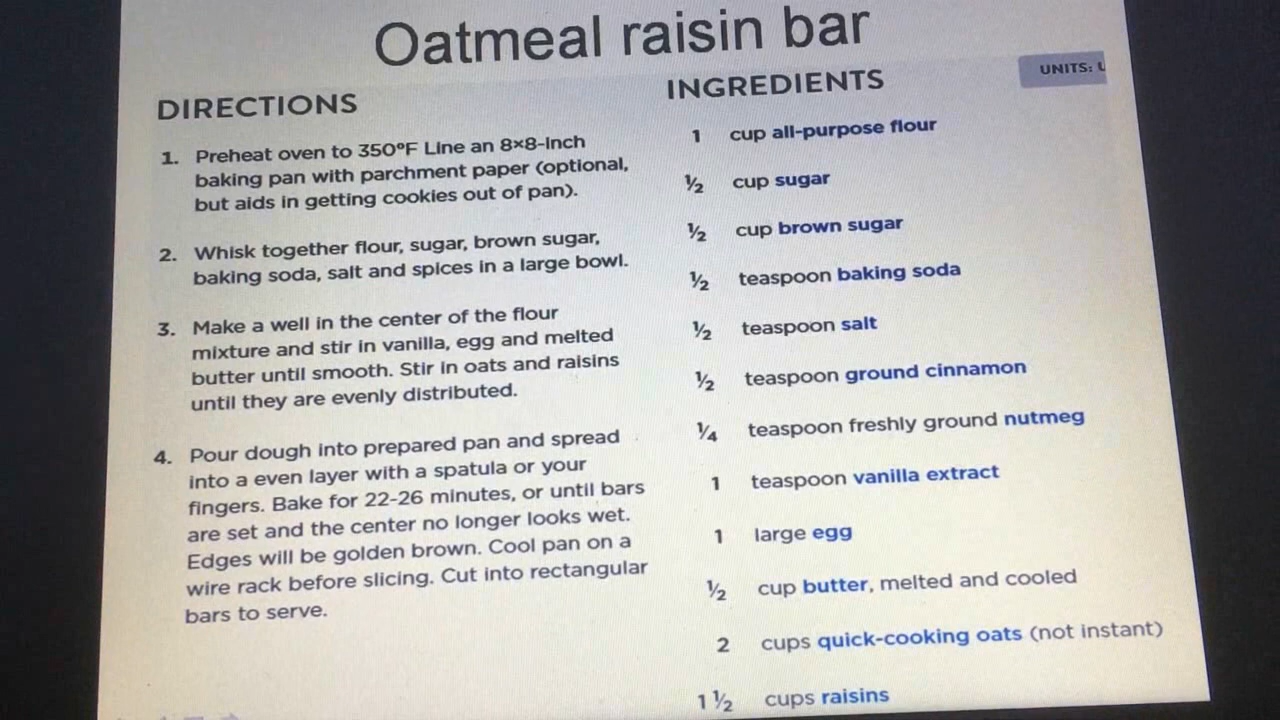 Oatmeal raisin bar
DIRECTIONS
1. Preheat oven to 350°F Line an 8×8-inch
baking pan with parchment paper (optional,
but aids in getting cookies out of pan).
2. Whisk together flour, sugar, brown sugar,
baking soda, salt and spices in a large bowl.
3. Make a well in the center of the flour
mixture and stir in vanilla, egg and melted
butter until smooth. Stir in oats and raisins
until they are evenly distributed.
4. Pour dough into prepared pan and spread
into a even layer with a spatula or your
fingers. Bake for 22-26 minutes, or until bars
are set and the center no longer looks wet.
Edges will be golden brown. Cool pan on a
wire rack before slicing. Cut into rectangular
bars to serve.
INGREDIENTS
UNITS: U
1 cup all-purpose flour
½ cup sugar
½ cup brown sugar
½ teaspoon baking soda
½ teaspoon salt
½ teaspoon ground cinnamon
¼ teaspoon freshly ground nutmeg
1 teaspoon vanilla extract
1 large egg
½ cup butter, melted and cooled
2 cups quick-cooking oats (not instant)
1 ½ cups raisins